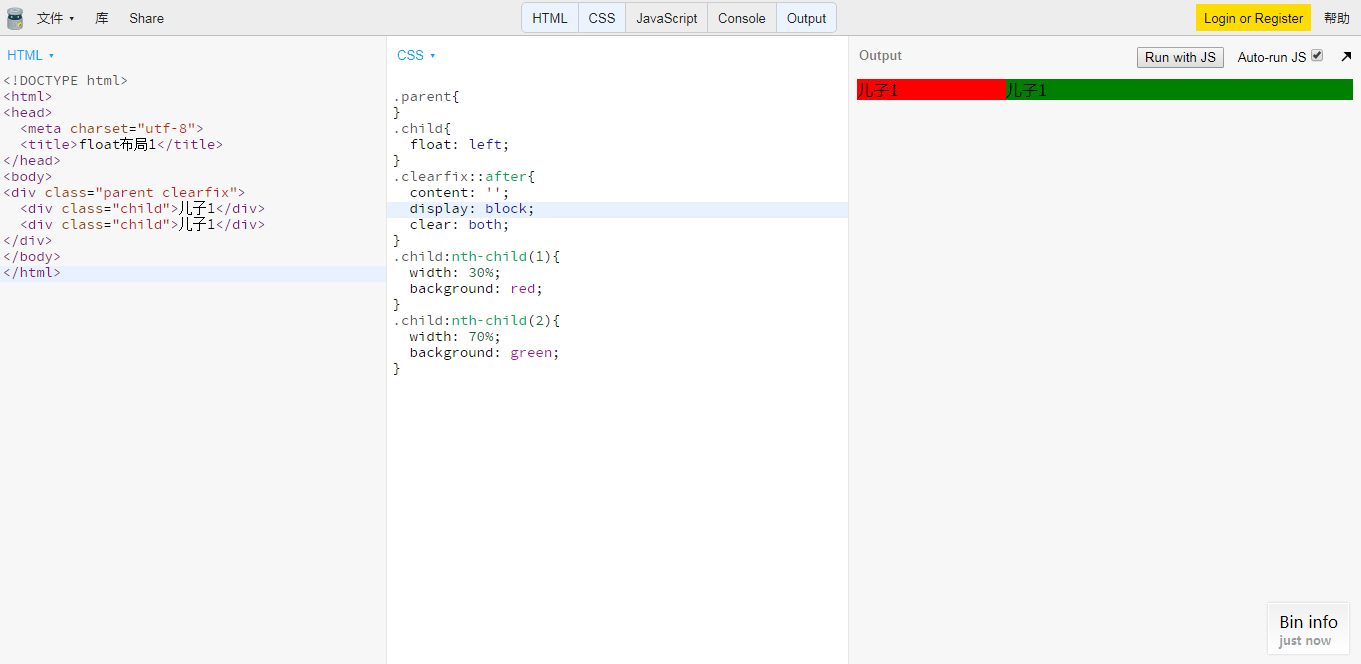 文件 ▾ 库 Share HTML CSS JavaScript Console Output Login or Register 帮助
HTML ▾
<!DOCTYPE html>
<html>
<head>
  <meta charset="utf-8">
  <title>float布局1</title>
</head>
<body>
<div class="parent clearfix">
  <div class="child">儿子1</div>
  <div class="child">儿子1</div>
</div>
</body>
</html>
CSS ▾
.parent{
}
.child{
  float: left;
}
.clearfix::after{
  content: '';
  display: block;
  clear: both;
}
.child:nth-child(1){
  width: 30%;
  background: red;
}
.child:nth-child(2){
  width: 70%;
  background: green;
}
Output Run with JS Auto-run JS
儿子1 儿子1
Bin info
just now